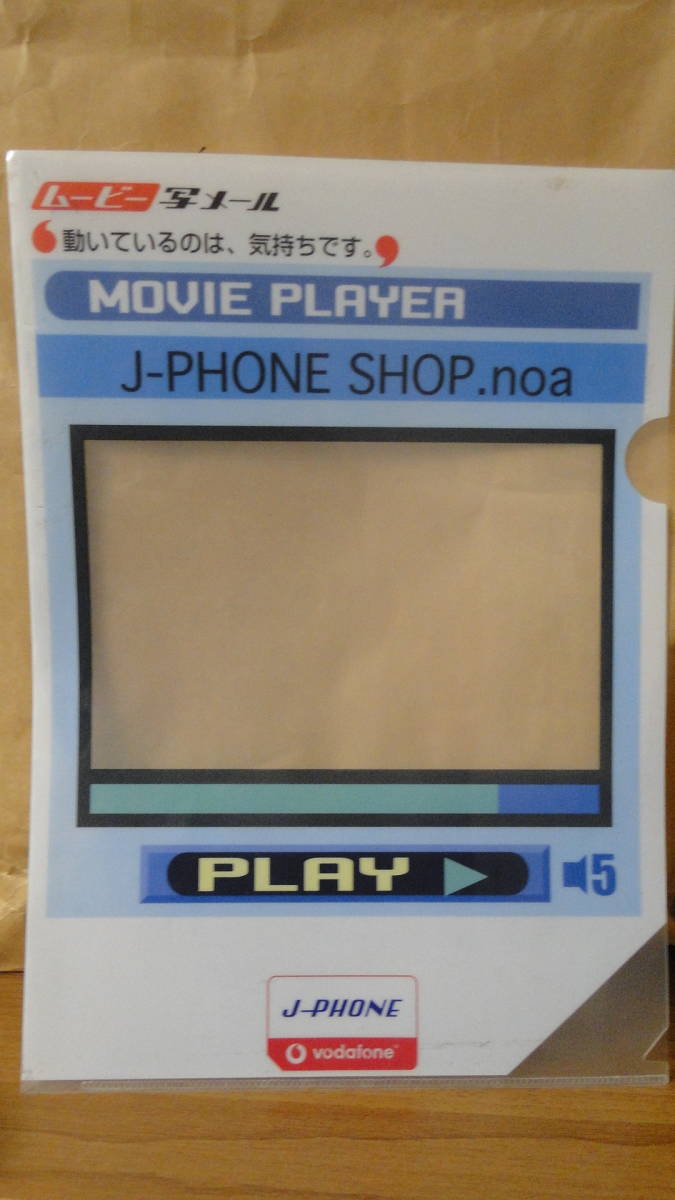 ムービー写メール
動いているのは、気持ちです。
MOVIE PLAYER
J-PHONE SHOP.noa
PLAY
5
J-PHONE
vodafone™